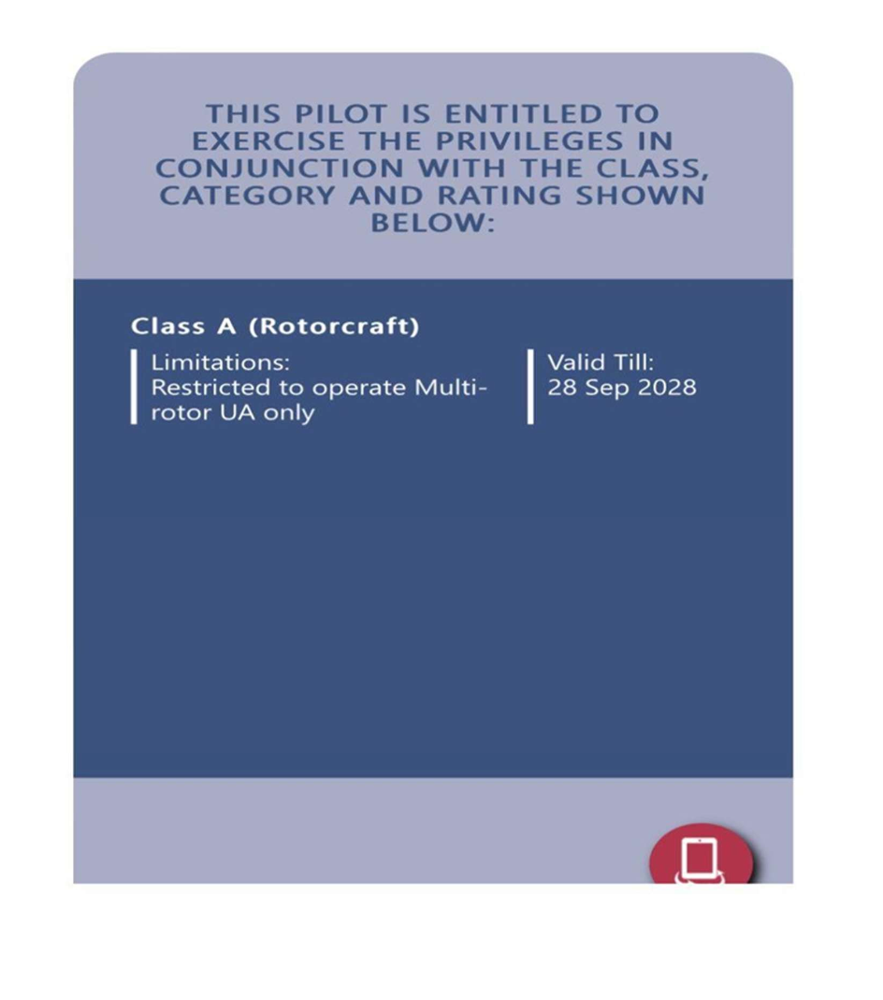 THIS PILOT IS ENTITLED TO
EXERCISE THE PRIVILEGES IN
CONJUNCTION WITH THE CLASS,
CATEGORY AND RATING SHOWN
BELOW:
Class A (Rotorcraft)
Limitations:
Restricted to operate Multi-
rotor UA only
Valid Till:
28 Sep 2028